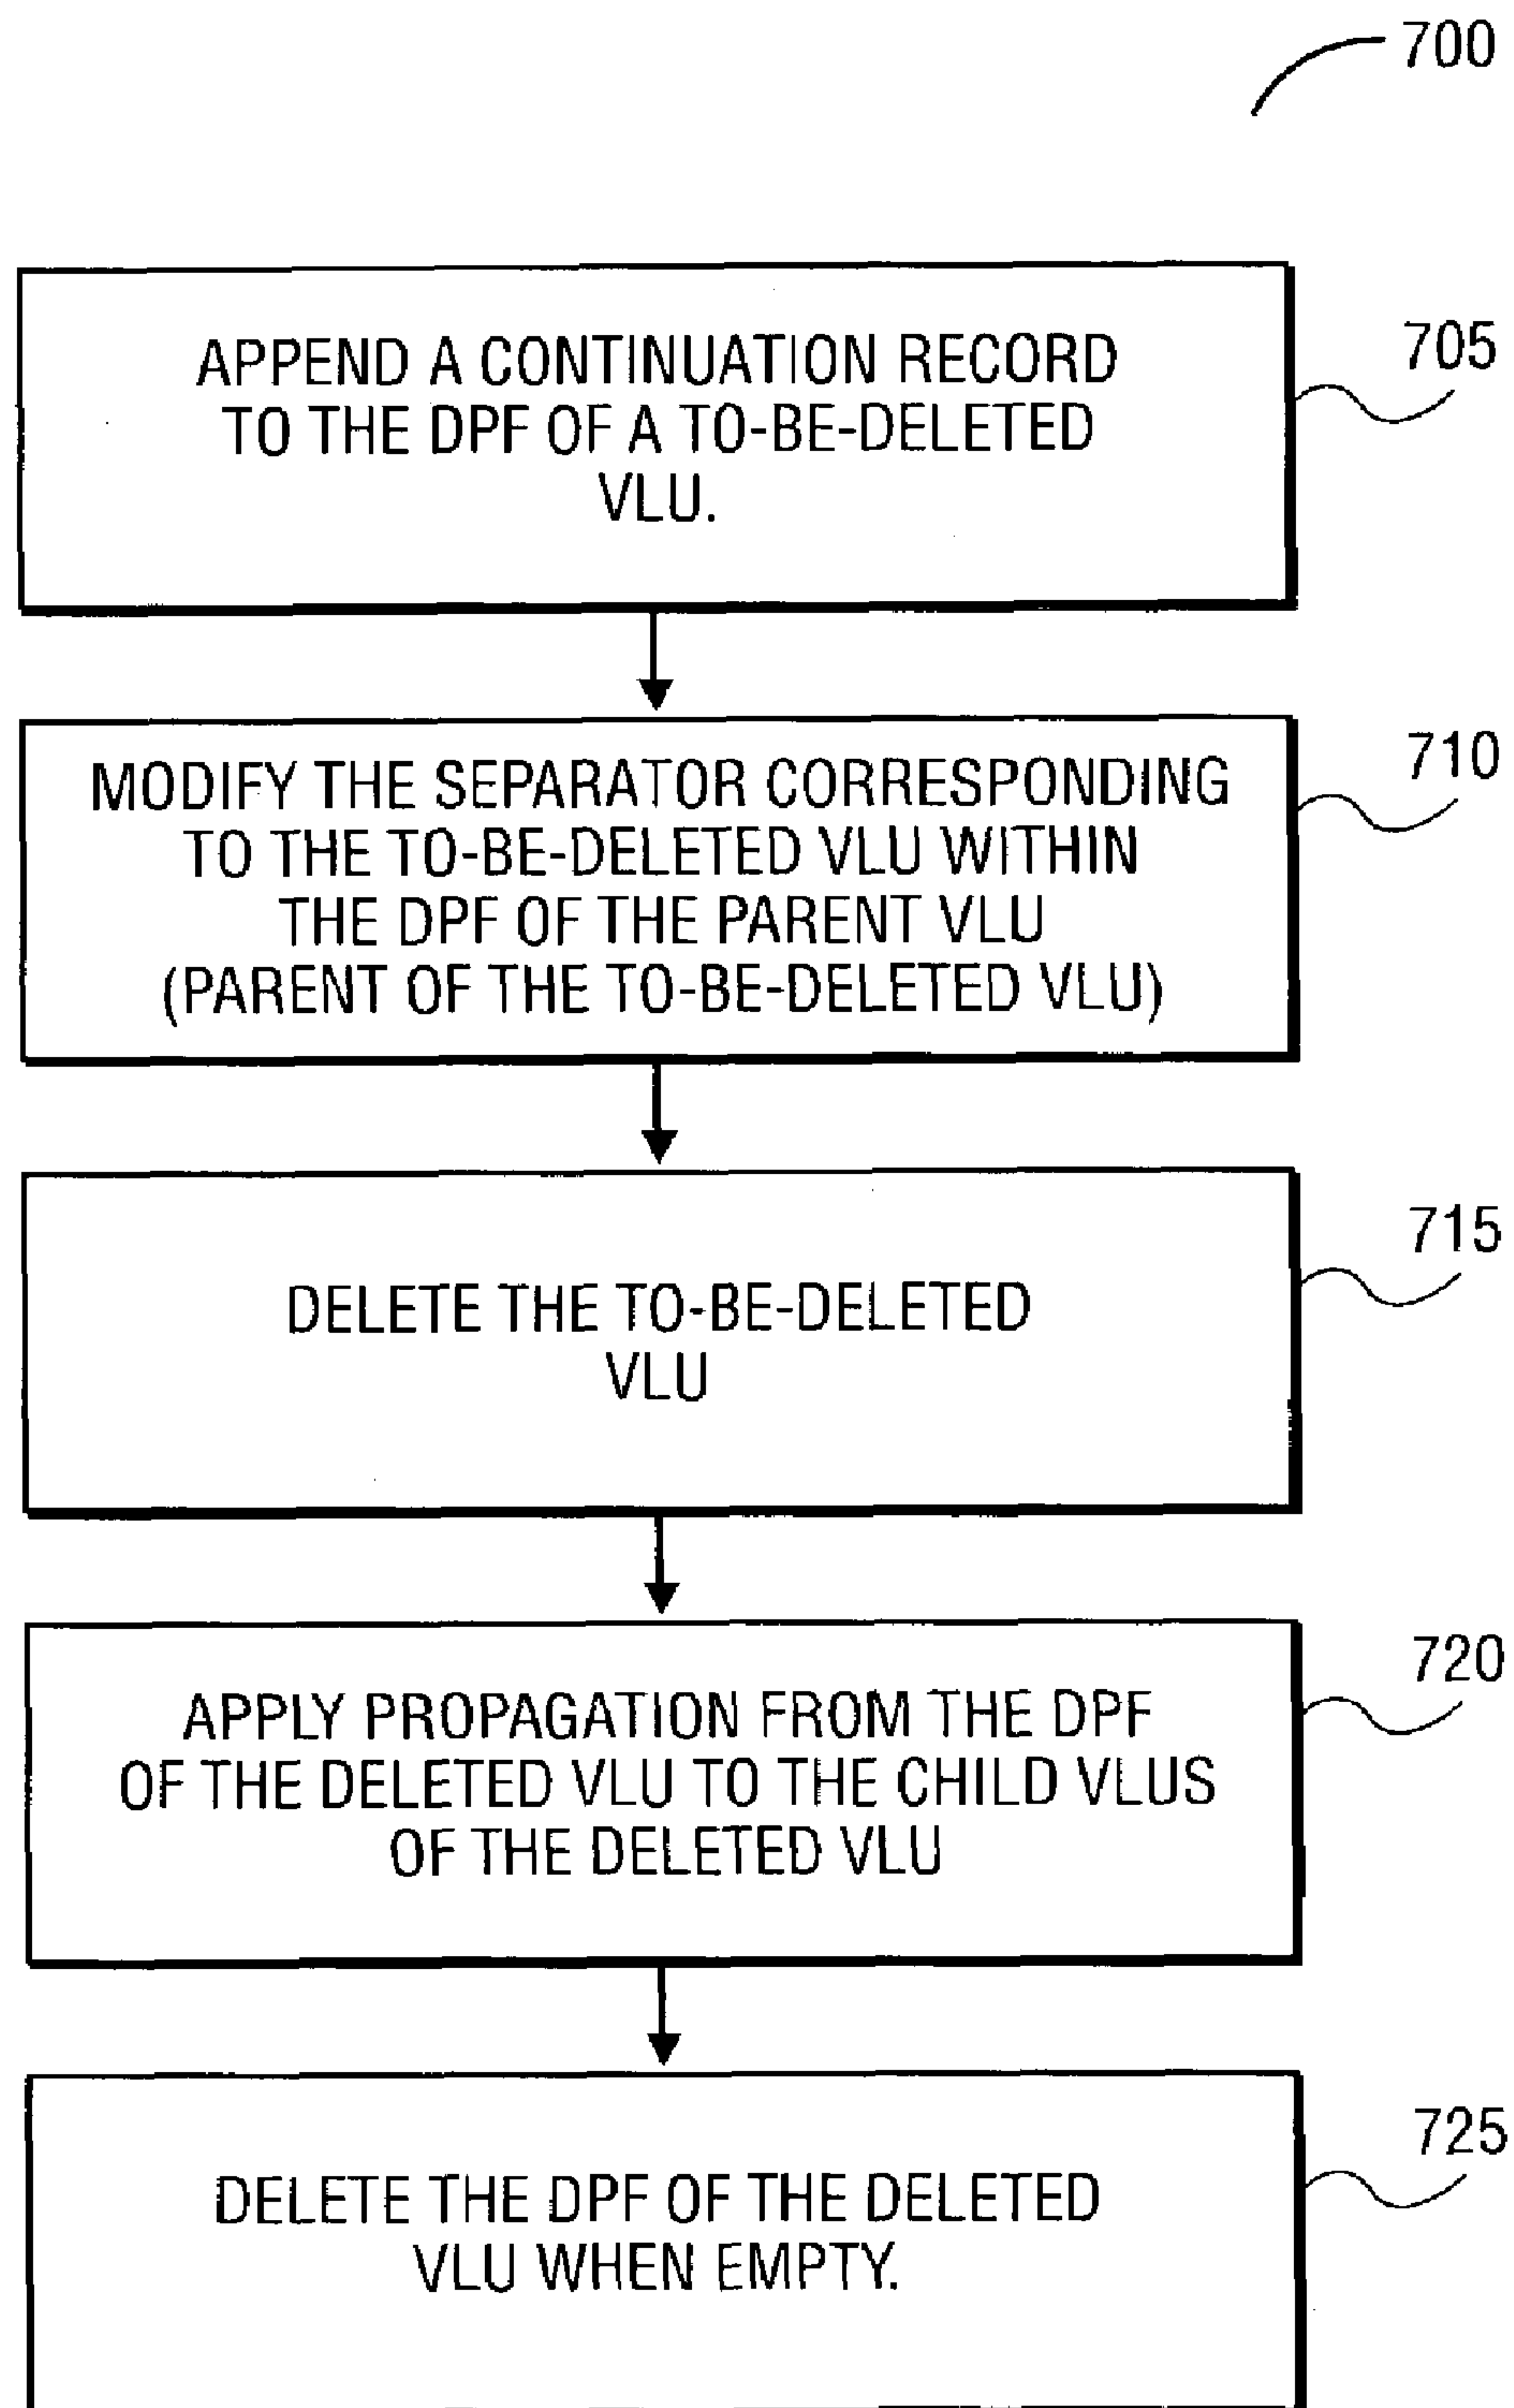 700
APPEND A CONTINUATION RECORD
TO THE DPF OF A TO-BE-DELETED
VLU.
705
MODIFY THE SEPARATOR CORRESPONDING
TO THE TO-BE-DELETED VLU WITHIN
THE DPF OF THE PARENT VLU
(PARENT OF THE TO-BE-DELETED VLU)
710
DELETE THE TO-BE-DELETED
VLU
715
APPLY PROPAGATION FROM THE DPF
OF THE DELETED VLU TO THE CHILD VLUS
OF THE DELETED VLU
720
DELETE THE DPF OF THE DELETED
VLU WHEN EMPTY.
725